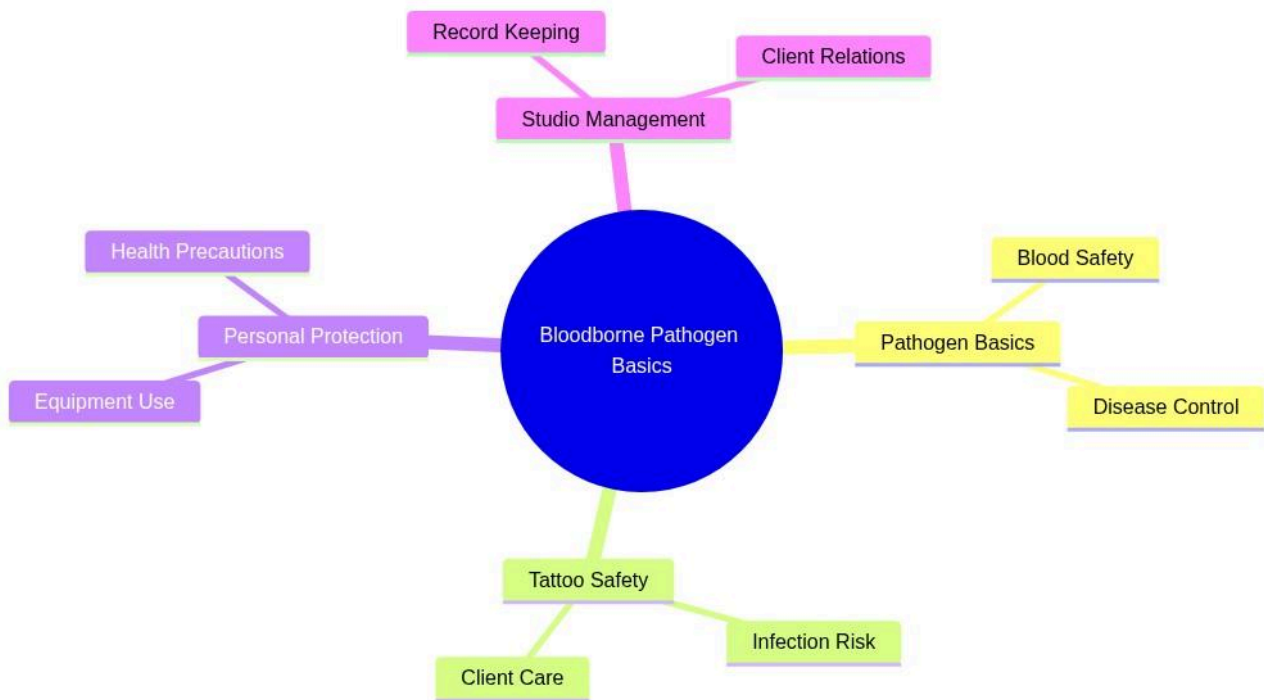 Record Keeping
Client Relations
Studio Management
Health Precautions
Blood Safety
Personal Protection
Bloodborne Pathogen
Basics
Pathogen Basics
Equipment Use
Disease Control
Tattoo Safety
Infection Risk
Client Care